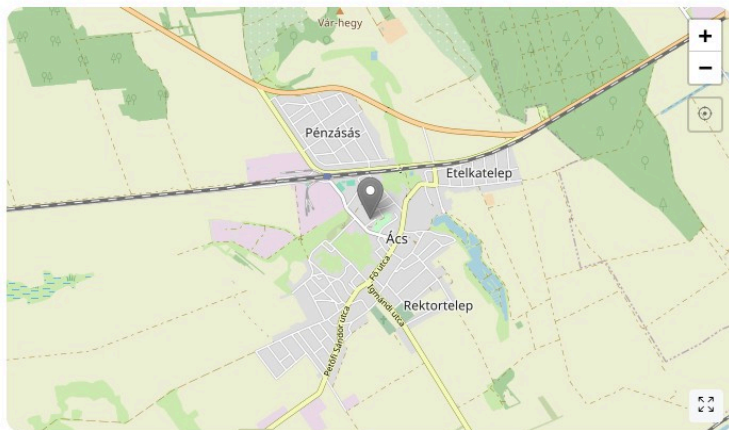 Vár-hegy
+
−
Pénzásás
Etelkatelep
Ács
Fő utca
Rektortelep
Igmándi utca
Petőfi Sándor utca